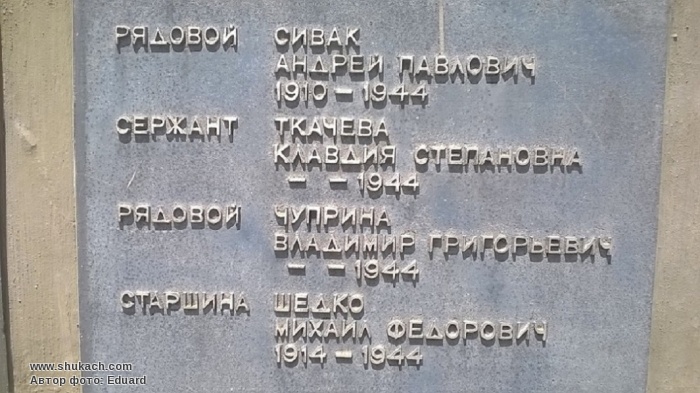 РЯДОВОЙ СИВАК
АНДРЕЙ ПАВЛОВИЧ
1910 – 1944
СЕРЖАНТ ТКАЧЕВА
КЛАВДИЯ СТЕПАНОВНА
– – 1944
РЯДОВОЙ ЧУПРИНА
ВЛАДИМИР ГРИГОРЬЕВИЧ
– – 1944
СТАРШИНА ШЕДКО
МИХАИЛ ФЕДОРОВИЧ
1914 – 1944
www.shukach.com
Автор фото: Eduard